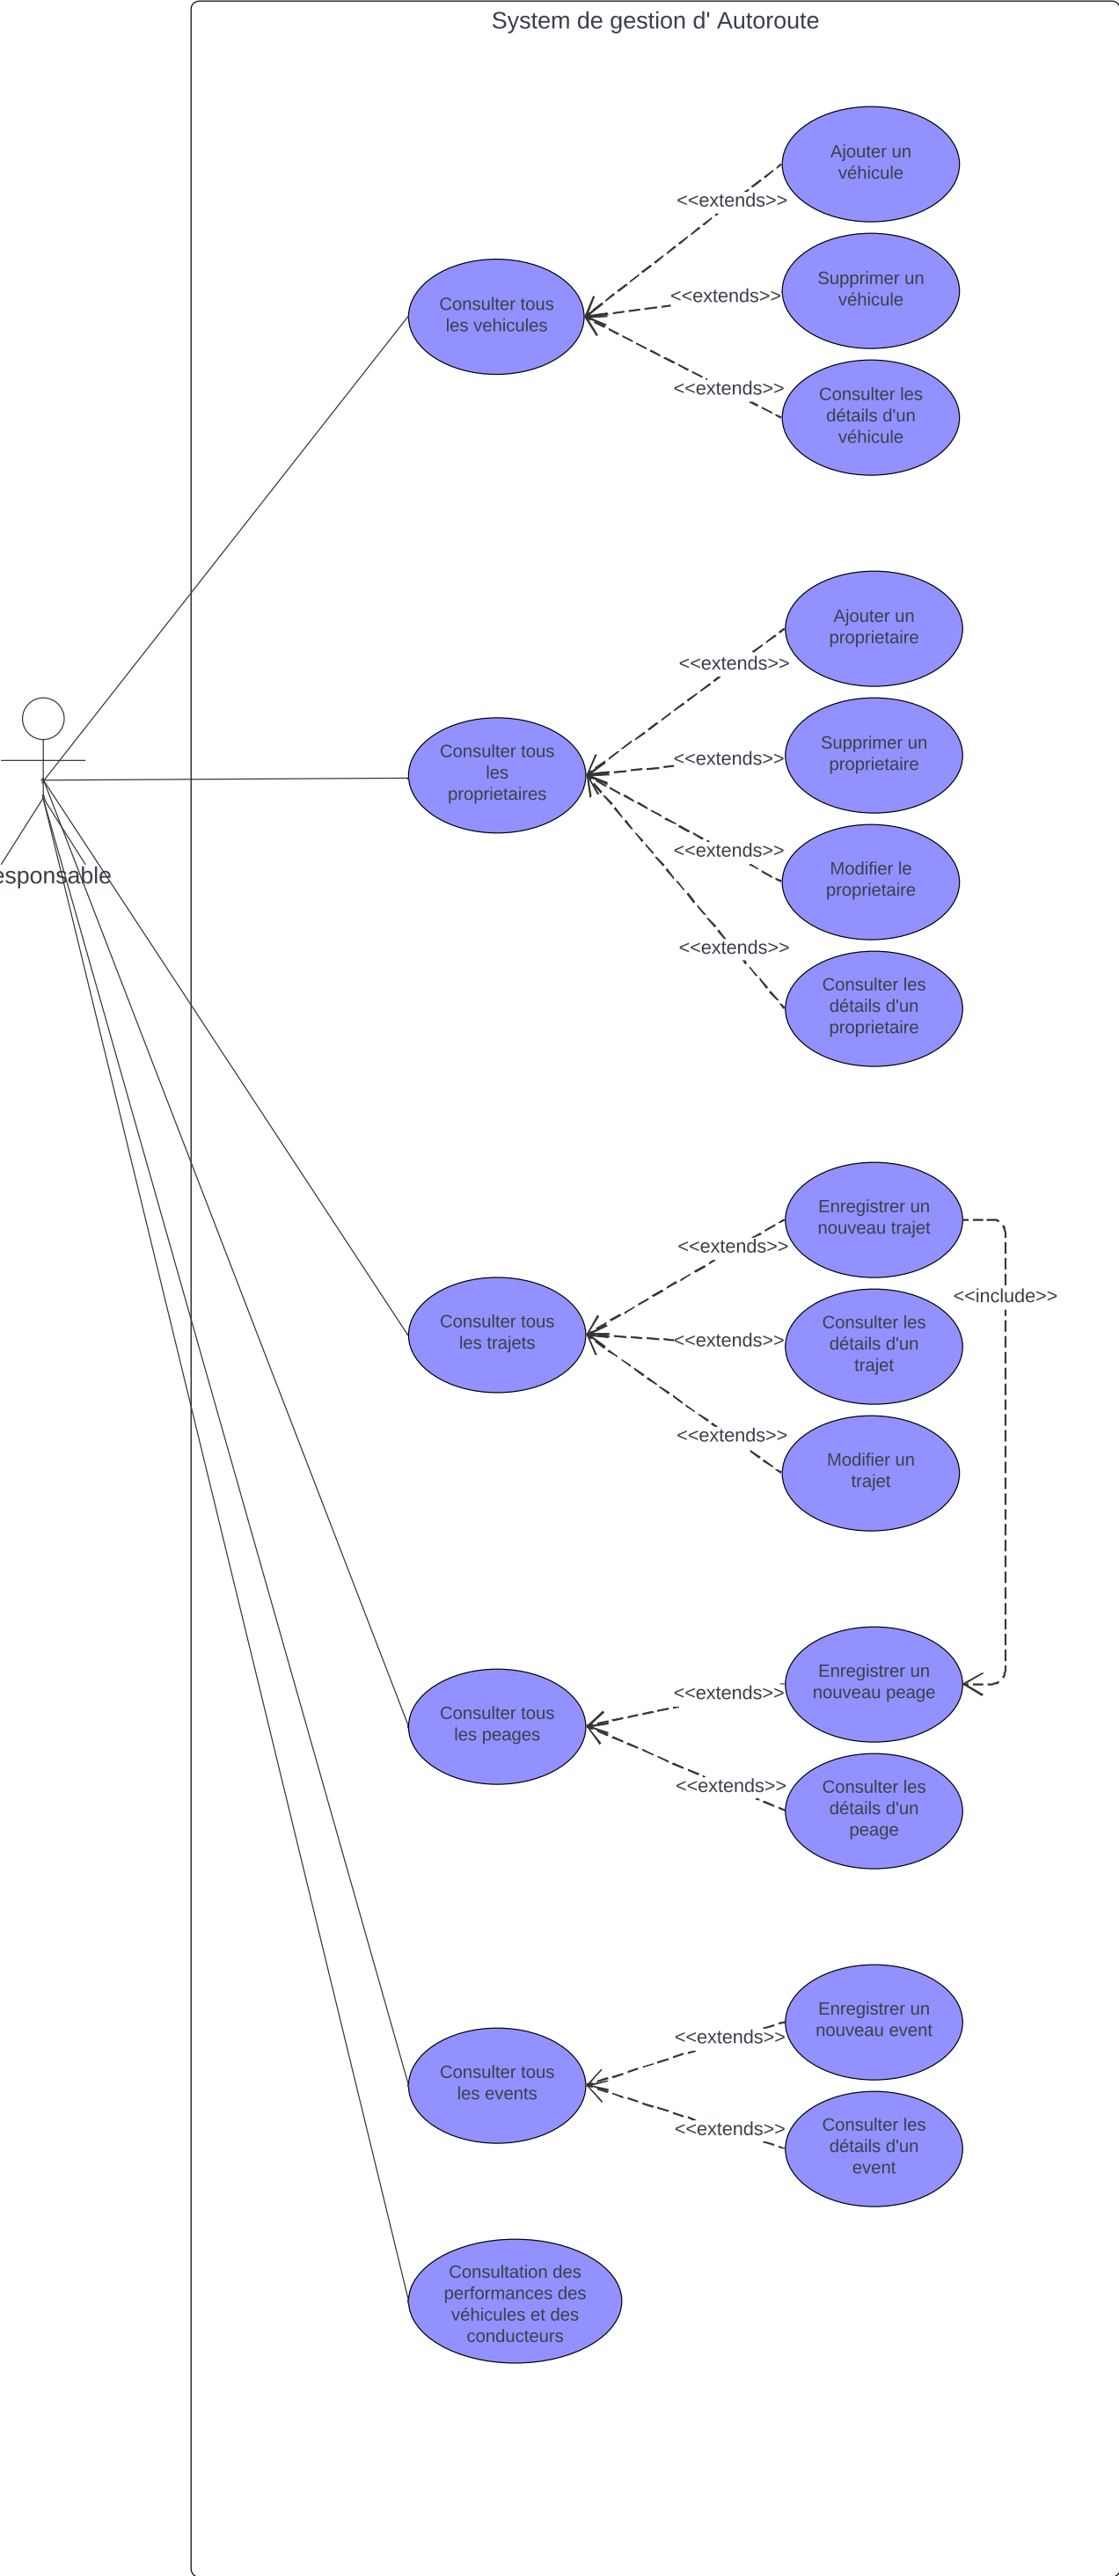 System de gestion d' Autoroute
Ajouter un
véhicule
<<extends>>
Supprimer un
véhicule
<<extends>>
Consulter tous
les vehicules
<<extends>>
Consulter les
détails d'un
véhicule
Ajouter un
proprietaire
<<extends>>
Supprimer un
proprietaire
<<extends>>
Consulter tous
les
proprietaires
<<extends>>
Modifier le
proprietaire
esponsable
<<extends>>
Consulter les
détails d'un
proprietaire
Enregistrer un
nouveau trajet
<<extends>>
<<include>>
Consulter tous
les trajets
<<extends>>
Consulter les
détails d'un
trajet
<<extends>>
Modifier un
trajet
Enregistrer un
nouveau peage
<<extends>>
Consulter tous
les peages
<<extends>>
Consulter les
détails d'un
peage
Enregistrer un
nouveau event
<<extends>>
Consulter tous
les events
<<extends>>
Consulter les
détails d'un
event
Consultation des
performances des
véhicules et des
conducteurs